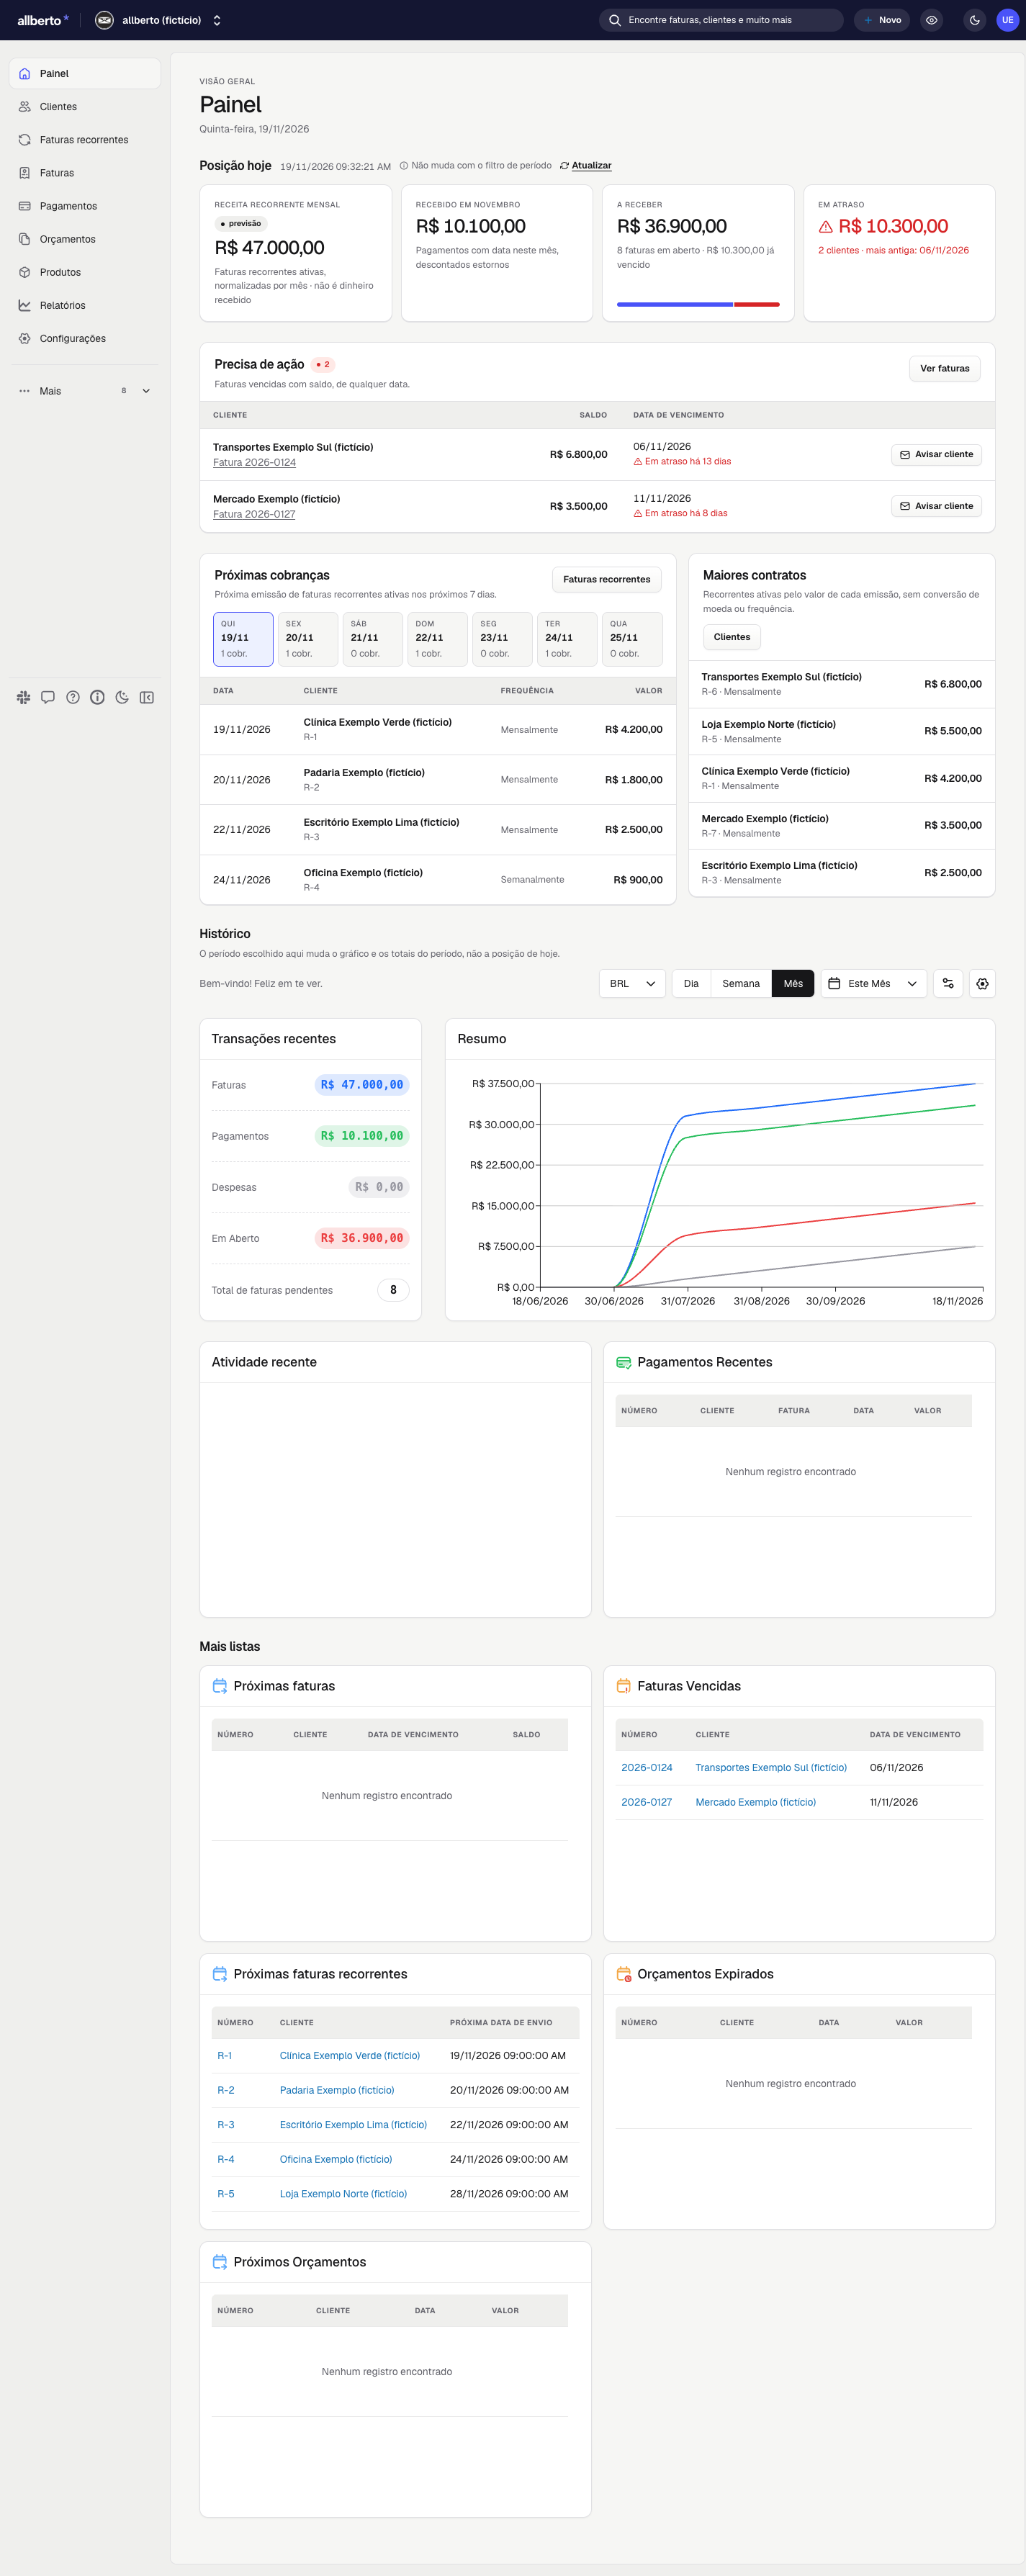 allberto*
allberto (fictício)
Encontre faturas, clientes e muito mais
+ Novo
UE
Painel
Clientes
Faturas recorrentes
Faturas
Pagamentos
Orçamentos
Produtos
Relatórios
Configurações
Mais 8
VISÃO GERAL
Painel
Quinta-feira, 19/11/2026
Posição hoje 19/11/2026 09:32:21 AM Não muda com o filtro de período Atualizar
RECEITA RECORRENTE MENSAL
previsão
R$ 47.000,00
Faturas recorrentes ativas,
normalizadas por mês · não é dinheiro
recebido
RECEBIDO EM NOVEMBRO
R$ 10.100,00
Pagamentos com data neste mês,
descontados estornos
A RECEBER
R$ 36.900,00
8 faturas em aberto · R$ 10.300,00 já
vencido
EM ATRASO
R$ 10.300,00
2 clientes · mais antiga: 06/11/2026
Precisa de ação 2
Faturas vencidas com saldo, de qualquer data.
Ver faturas
CLIENTE SALDO DATA DE VENCIMENTO
Transportes Exemplo Sul (fictício)
Fatura 2026-0124
R$ 6.800,00
06/11/2026
Em atraso há 13 dias
Avisar cliente
Mercado Exemplo (fictício)
Fatura 2026-0127
R$ 3.500,00
11/11/2026
Em atraso há 8 dias
Avisar cliente
Próximas cobranças
Próxima emissão de faturas recorrentes ativas nos próximos 7 dias.
Faturas recorrentes
QUI
19/11
1 cobr.
SEX
20/11
1 cobr.
SÁB
21/11
0 cobr.
DOM
22/11
1 cobr.
SEG
23/11
0 cobr.
TER
24/11
1 cobr.
QUA
25/11
0 cobr.
DATA CLIENTE FREQUÊNCIA VALOR
19/11/2026
Clínica Exemplo Verde (fictício)
R-1
Mensalmente
R$ 4.200,00
20/11/2026
Padaria Exemplo (fictício)
R-2
Mensalmente
R$ 1.800,00
22/11/2026
Escritório Exemplo Lima (fictício)
R-3
Mensalmente
R$ 2.500,00
24/11/2026
Oficina Exemplo (fictício)
R-4
Semanalmente
R$ 900,00
Maiores contratos
Recorrentes ativas pelo valor de cada emissão, sem conversão de
moeda ou frequência.
Clientes
Transportes Exemplo Sul (fictício)
R-6 · Mensalmente
R$ 6.800,00
Loja Exemplo Norte (fictício)
R-5 · Mensalmente
R$ 5.500,00
Clínica Exemplo Verde (fictício)
R-1 · Mensalmente
R$ 4.200,00
Mercado Exemplo (fictício)
R-7 · Mensalmente
R$ 3.500,00
Escritório Exemplo Lima (fictício)
R-3 · Mensalmente
R$ 2.500,00
Histórico
O período escolhido aqui muda o gráfico e os totais do período, não a posição de hoje.
Bem-vindo! Feliz em te ver.
BRL
Dia Semana Mês
Este Mês
Transações recentes
Faturas R$ 47.000,00
Pagamentos R$ 10.100,00
Despesas R$ 0,00
Em Aberto R$ 36.900,00
Total de faturas pendentes 8
Resumo
R$ 37.500,00
R$ 30.000,00
R$ 22.500,00
R$ 15.000,00
R$ 7.500,00
R$ 0,00
18/06/2026 30/06/2026 31/07/2026 31/08/2026 30/09/2026 18/11/2026
Atividade recente
Pagamentos Recentes
NÚMERO CLIENTE FATURA DATA VALOR
Nenhum registro encontrado
Mais listas
Próximas faturas
NÚMERO CLIENTE DATA DE VENCIMENTO SALDO
Nenhum registro encontrado
Faturas Vencidas
NÚMERO CLIENTE DATA DE VENCIMENTO
2026-0124 Transportes Exemplo Sul (fictício) 06/11/2026
2026-0127 Mercado Exemplo (fictício) 11/11/2026
Próximas faturas recorrentes
NÚMERO CLIENTE PRÓXIMA DATA DE ENVIO
R-1 Clínica Exemplo Verde (fictício) 19/11/2026 09:00:00 AM
R-2 Padaria Exemplo (fictício) 20/11/2026 09:00:00 AM
R-3 Escritório Exemplo Lima (fictício) 22/11/2026 09:00:00 AM
R-4 Oficina Exemplo (fictício) 24/11/2026 09:00:00 AM
R-5 Loja Exemplo Norte (fictício) 28/11/2026 09:00:00 AM
Orçamentos Expirados
NÚMERO CLIENTE DATA VALOR
Nenhum registro encontrado
Próximos Orçamentos
NÚMERO CLIENTE DATA VALOR
Nenhum registro encontrado